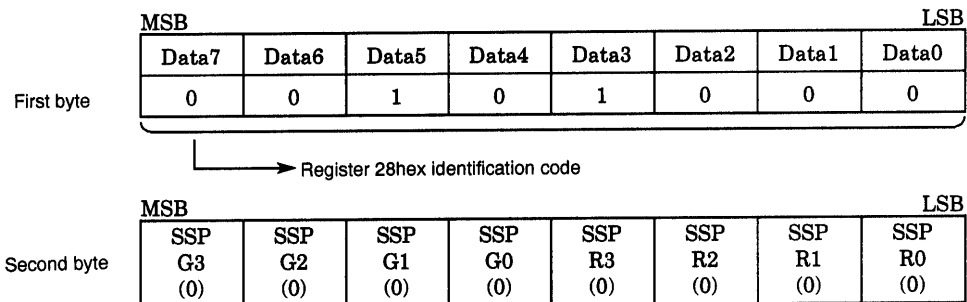 MSB LSB
Data7 Data6 Data5 Data4 Data3 Data2 Data1 Data0
First byte 0 0 1 0 1 0 0 0
Register 28hex identification code
MSB LSB
SSP SSP SSP SSP SSP SSP SSP SSP
Second byte G3 G2 G1 G0 R3 R2 R1 R0
(0) (0) (0) (0) (0) (0) (0) (0)